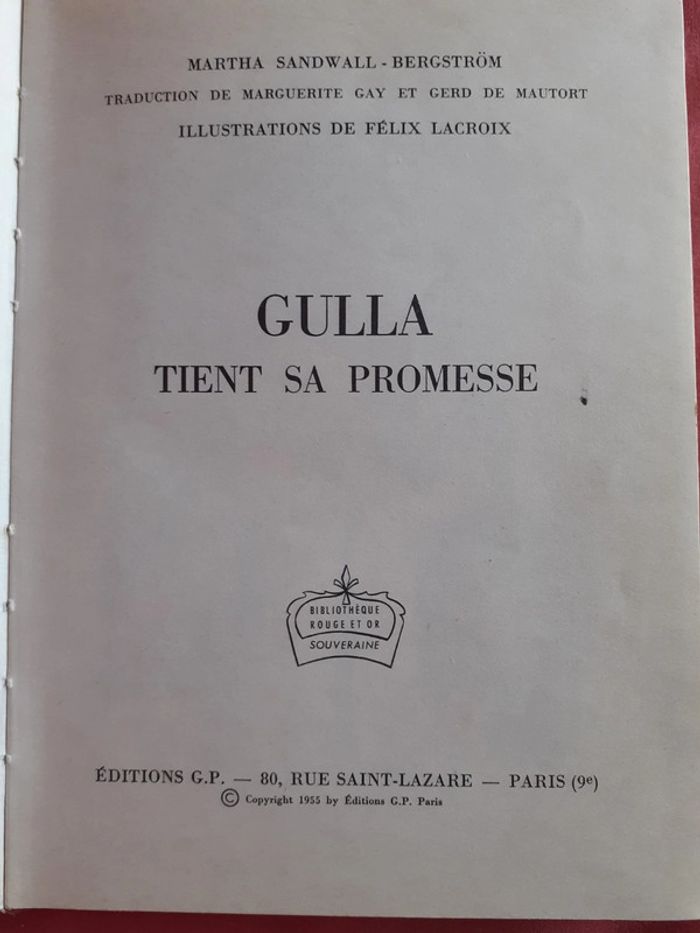 MARTHA SANDWALL - BERGSTRÖM
TRADUCTION DE MARGUERITE GAY ET GERD DE MAUTORT
ILLUSTRATIONS DE FÉLIX LACROIX
GULLA
TIENT SA PROMESSE
BIBLIOTHÈQUE
ROUGE ET OR
SOUVERAINE
ÉDITIONS G.P. — 80, RUE SAINT-LAZARE — PARIS (9e)
© Copyright 1955 by Éditions G.P. Paris